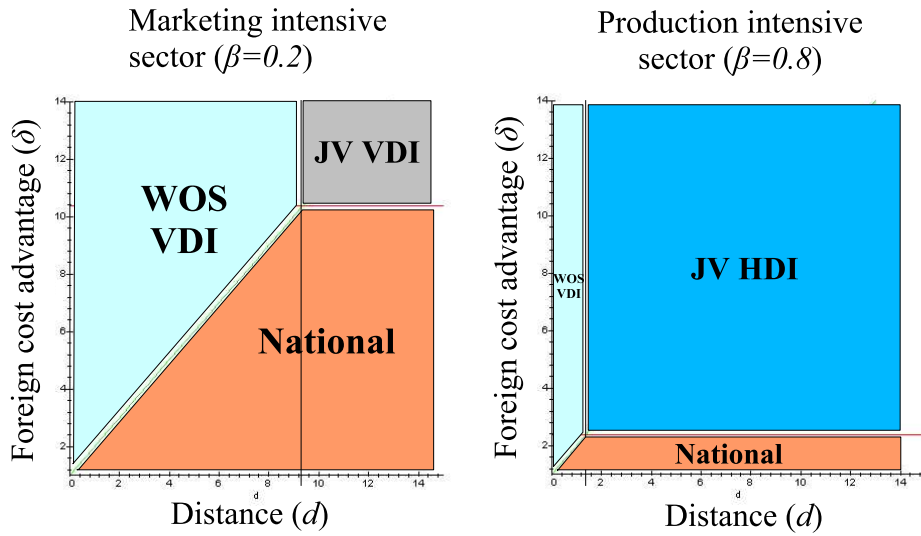 Marketing intensive
sector (β=0.2)
Foreign cost advantage (δ)
14
12
10
8
6
4
2
WOS
VDI
JV VDI
National
0 2 4 6 8 10 12 14
d
Distance (d)
Production intensive
sector (β=0.8)
Foreign cost advantage (δ)
14
12
10
8
6
4
2
WOS
VDI
JV HDI
National
0 2 4 6 8 10 12 14
d
Distance (d)